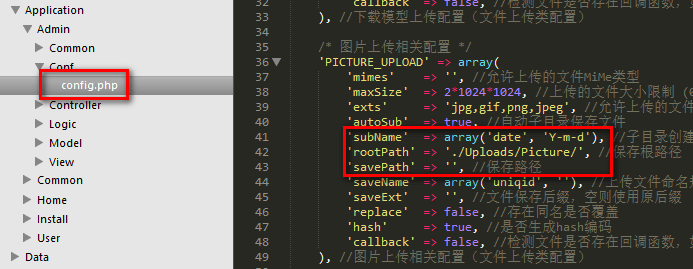 Application
Admin
Common
Conf
config.php
Controller
Logic
Model
View
Common
Home
Install
User
Data
32 'callback' => false, //检测文件是否存在回调函数，
33 ), //下载模型上传配置（文件上传类配置）
34
35 /* 图片上传相关配置 */
36 'PICTURE_UPLOAD' => array(
37 'mimes' => '', //允许上传的文件MiMe类型
38 'maxSize' => 2*1024*1024, //上传的文件大小限制 (0
39 'exts' => 'jpg,gif,png,jpeg', //允许上传的文件
40 'autoSub' => true, //自动子目录保存文件
41 'subName' => array('date', 'Y-m-d'), //子目录创建
42 'rootPath' => './Uploads/Picture/', //保存根路径
43 'savePath' => '', //保存路径
44 'saveName' => array('uniqid', ''), //上传文件命名
45 'saveExt' => '', //文件保存后缀，空则使用原后缀
46 'replace' => false, //存在同名是否覆盖
47 'hash' => true, //是否生成hash编码
48 'callback' => false, //检测文件是否存在回调函数，
49 ), //图片上传相关配置（文件上传类配置）